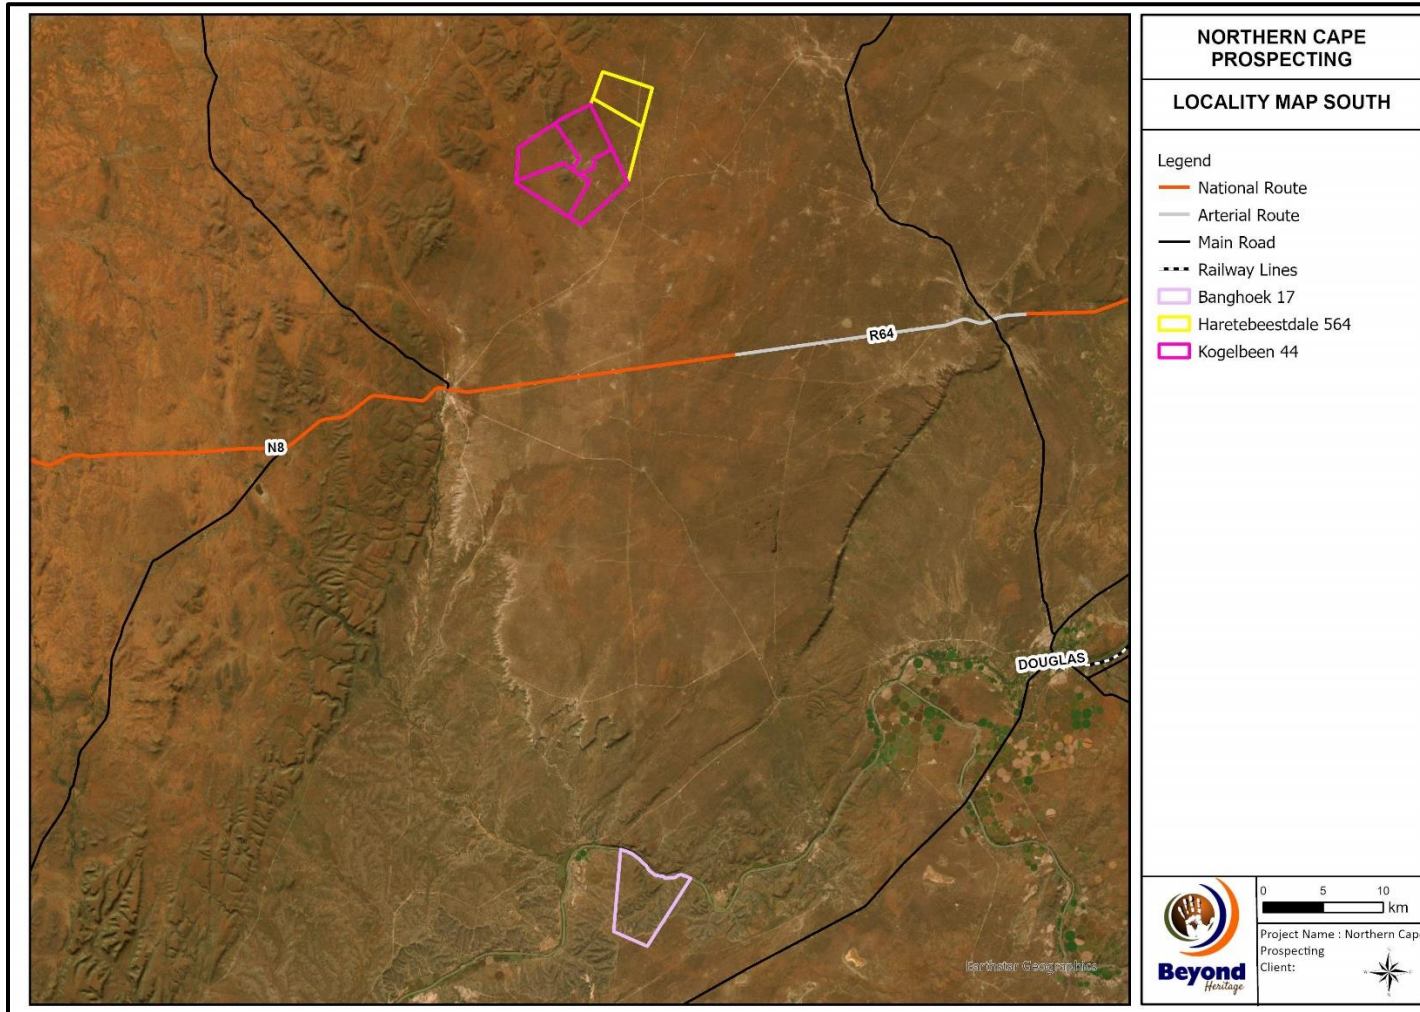 NORTHERN CAPE
PROSPECTING
LOCALITY MAP SOUTH
Legend
National Route
Arterial Route
Main Road
Railway Lines
Banghoek 17
Haretebeestdale 564
Kogelbeen 44
R64
N8
DOUGLAS
Earthstar Geographics
Beyond
Heritage
0 5 10
km
Project Name : Northern Cape
Prospecting
Client: